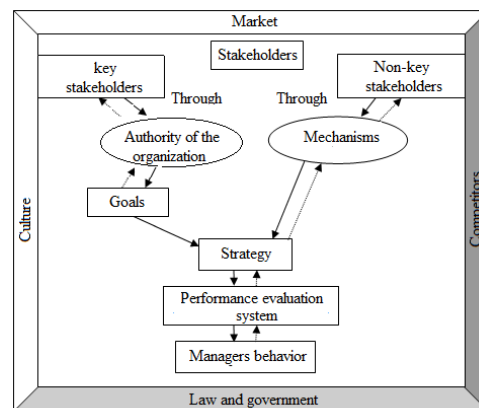 Market
Stakeholders
key
stakeholders
Non-key
stakeholders
Through
Through
Authority of the
organization
Mechanisms
Goals
Culture
Competitors
Strategy
Performance evaluation
system
Managers behavior
Law and government